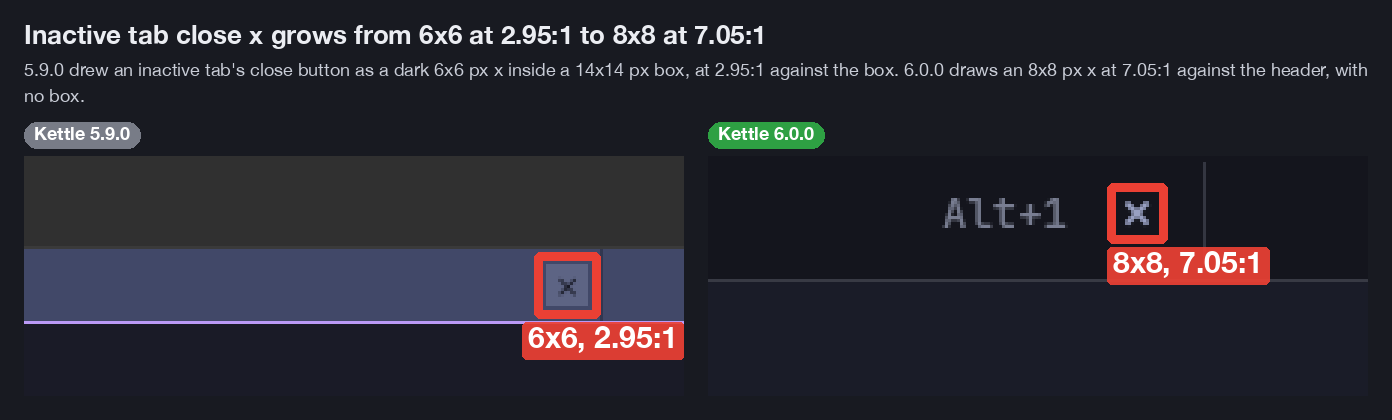 Inactive tab close x grows from 6x6 at 2.95:1 to 8x8 at 7.05:1
5.9.0 drew an inactive tab's close button as a dark 6x6 px x inside a 14x14 px box, at 2.95:1 against the box. 6.0.0 draws an 8x8 px x at 7.05:1 against the header, with
no box.
Kettle 5.9.0
Kettle 6.0.0
Alt+1 ×
8x8, 7.05:1
×
6x6, 2.95:1